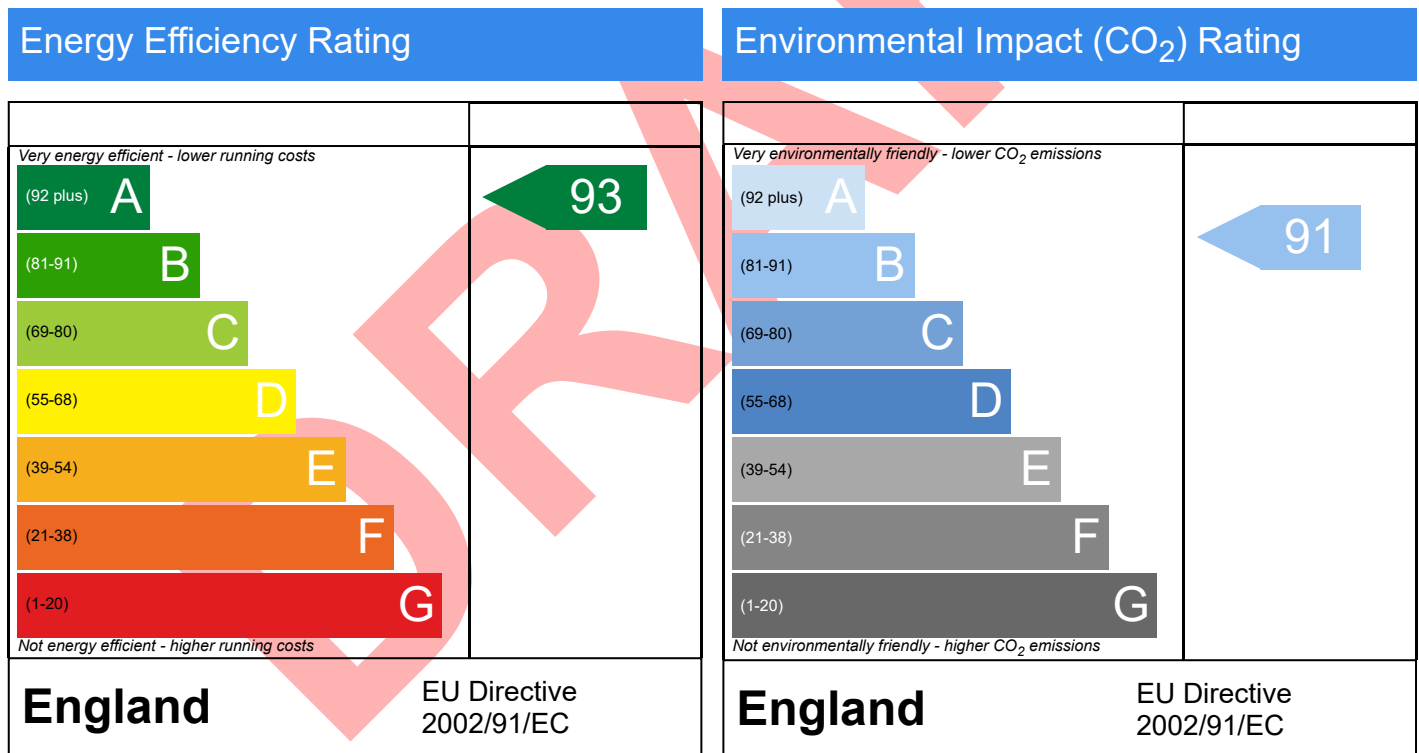 Energy Efficiency Rating
Very energy efficient - lower running costs
(92 plus) A
93
(81-91) B
(69-80) C
(55-68) D
(39-54) E
(21-38) F
(1-20) G
Not energy efficient - higher running costs
England
EU Directive
2002/91/EC
Environmental Impact (CO₂) Rating
Very environmentally friendly - lower CO₂ emissions
(92 plus) A
(81-91) B
91
(69-80) C
(55-68) D
(39-54) E
(21-38) F
(1-20) G
Not environmentally friendly - higher CO₂ emissions
England
EU Directive
2002/91/EC